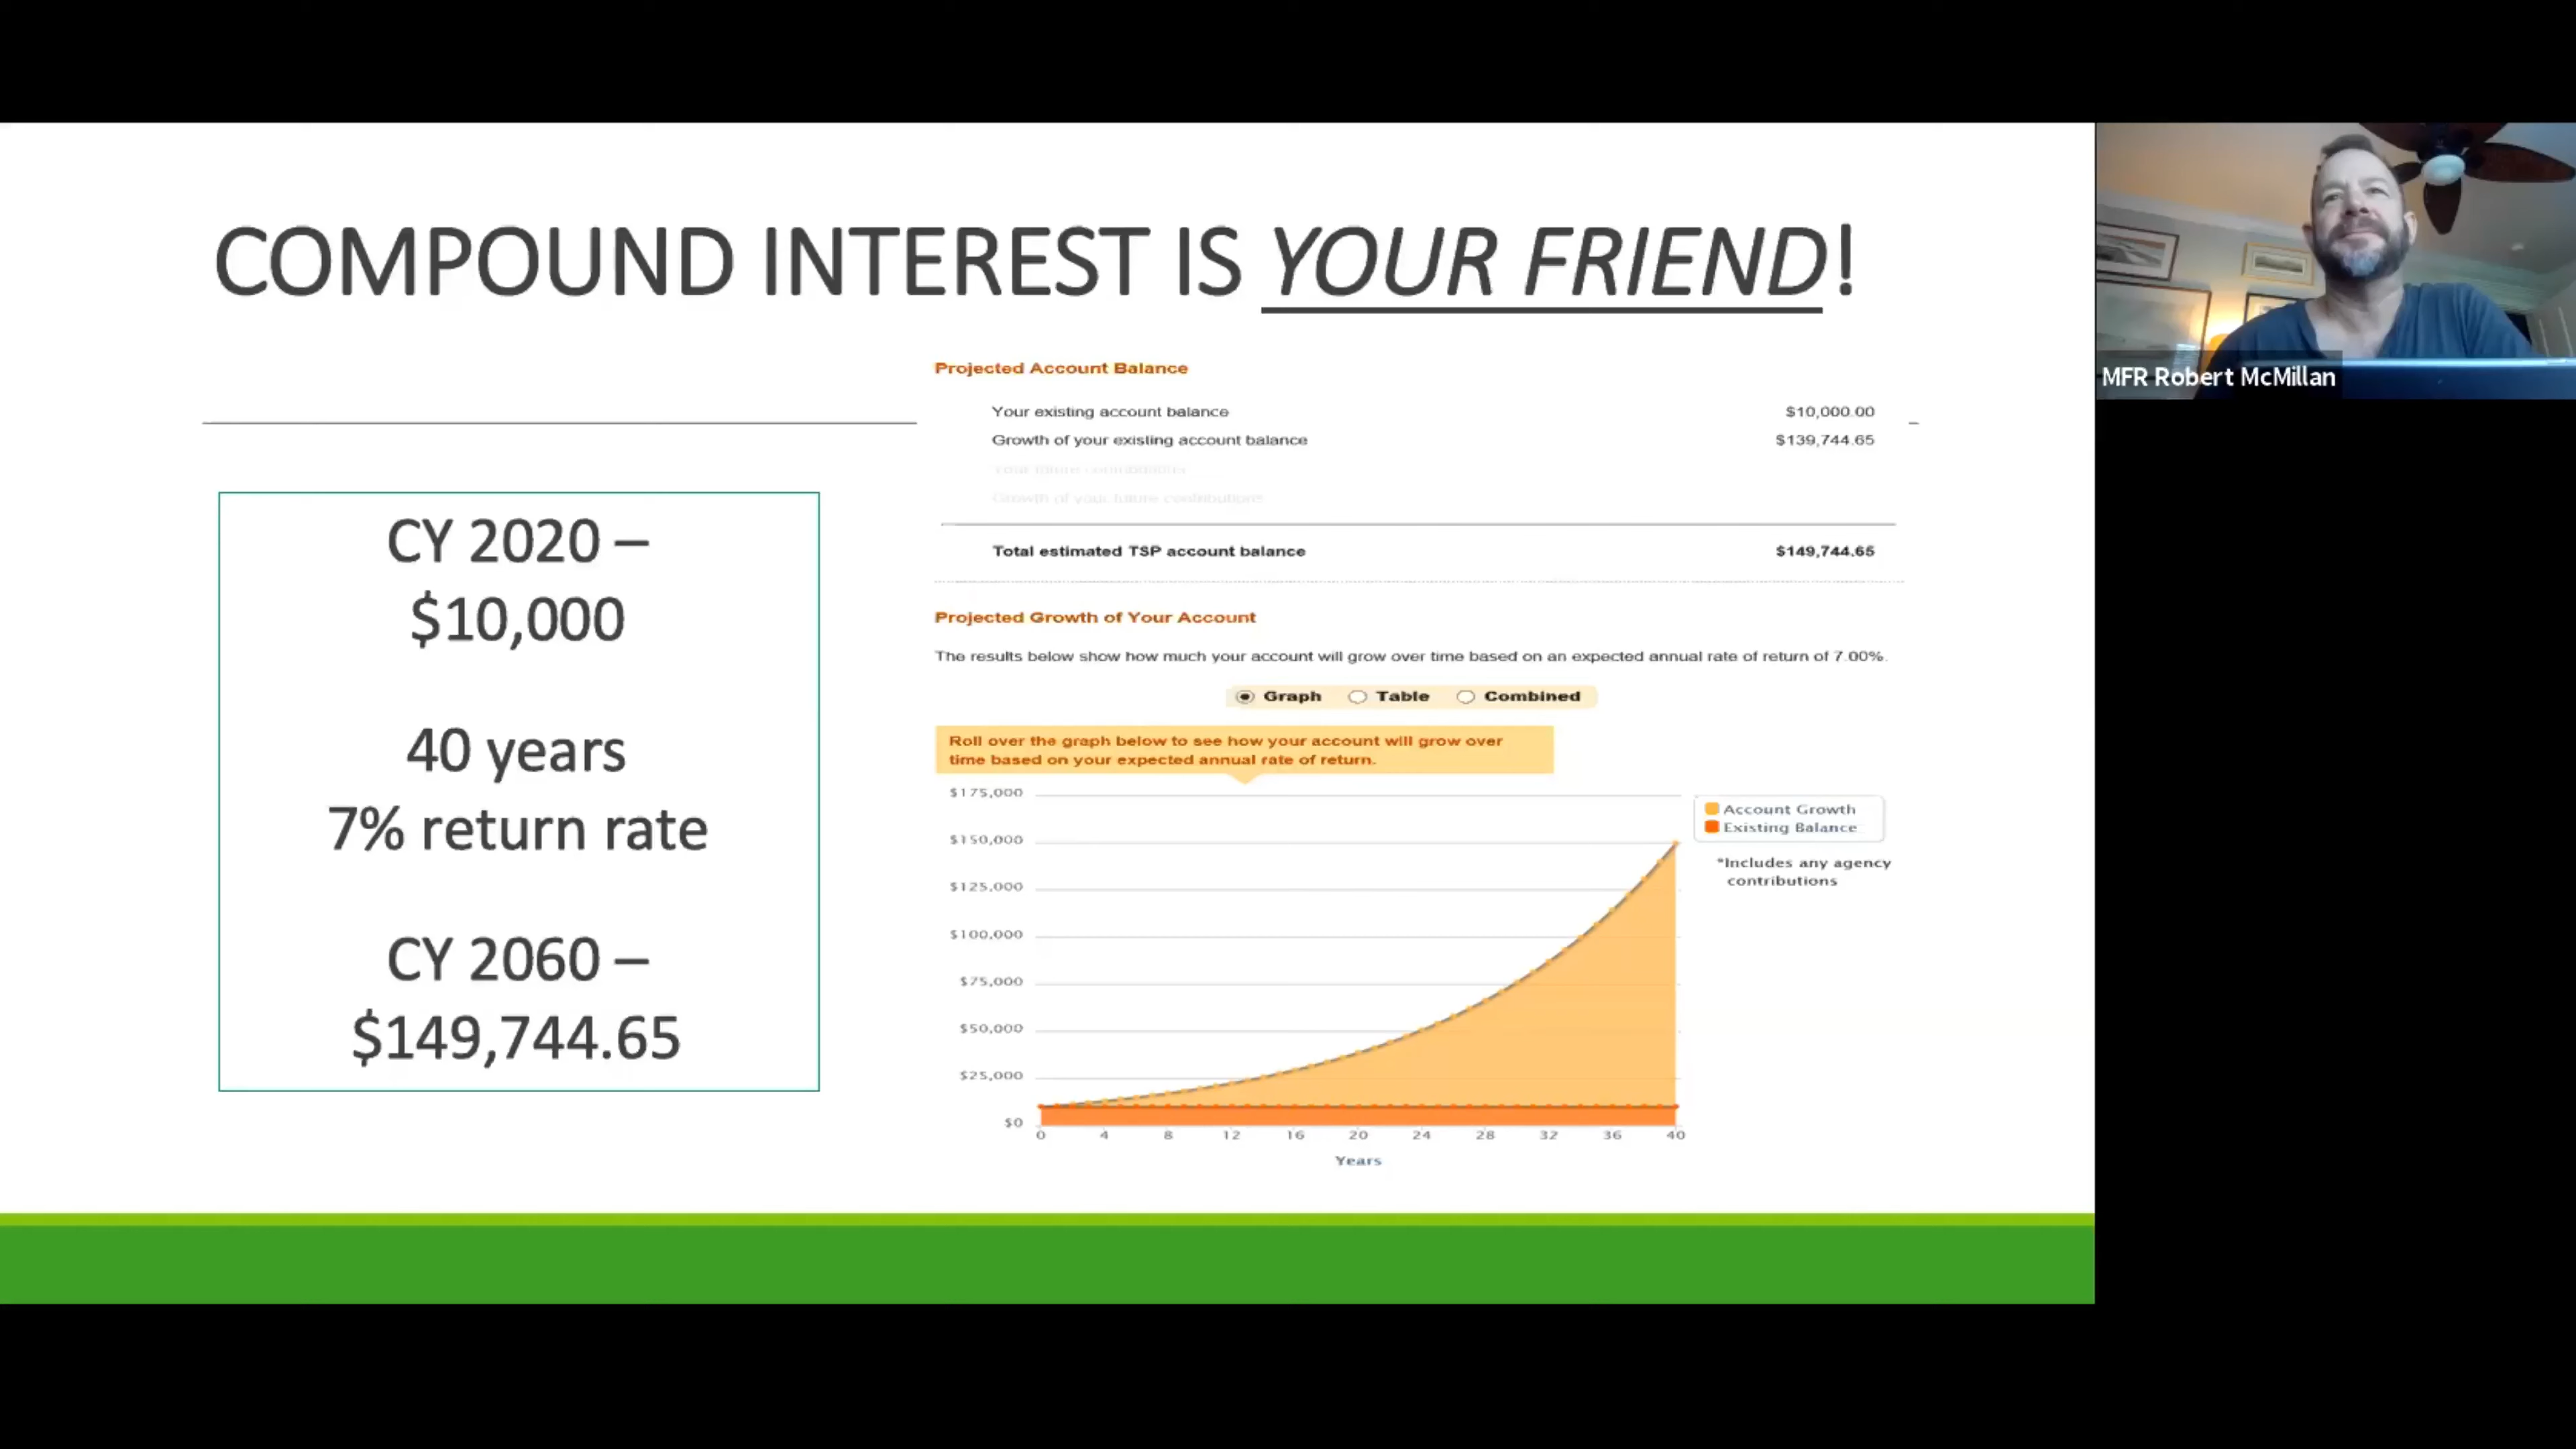 COMPOUND INTEREST IS YOUR FRIEND!
MFR Robert McMillan
CY 2020 –
$10,000
40 years
7% return rate
CY 2060 –
$149,744.65
Projected Account Balance
Your existing account balance $10,000.00
Growth of your existing account balance $139,744.65
Growth of your future contributions
Total estimated TSP account balance $149,744.65
Projected Growth of Your Account
The results below show how much your account will grow over time based on an expected annual rate of return of 7.00%.
Graph Table Combined
Roll over the graph below to see how your account will grow over
time based on your expected annual rate of return.
$175,000
$150,000
$125,000
$100,000
$75,000
$50,000
$25,000
$0
0 4 8 12 16 20 24 28 32 36 40
Years
Account Growth
Existing Balance
*Includes any agency
contributions